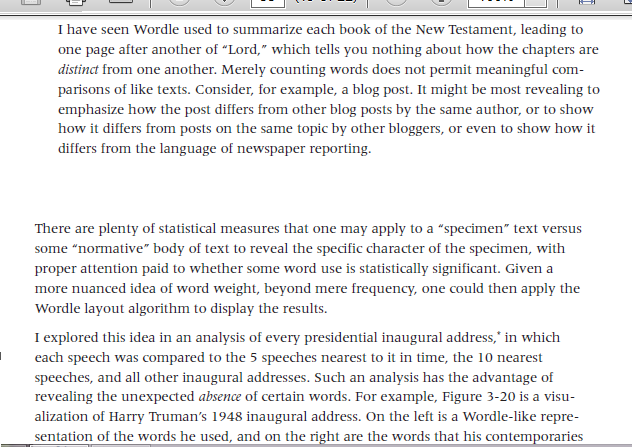 I have seen Wordle used to summarize each book of the New Testament, leading to
one page after another of “Lord,” which tells you nothing about how the chapters are
distinct from one another. Merely counting words does not permit meaningful com-
parisons of like texts. Consider, for example, a blog post. It might be most revealing to
emphasize how the post differs from other blog posts by the same author, or to show
how it differs from posts on the same topic by other bloggers, or even to show how it
differs from the language of newspaper reporting.
There are plenty of statistical measures that one may apply to a “specimen” text versus
some “normative” body of text to reveal the specific character of the specimen, with
proper attention paid to whether some word use is statistically significant. Given a
more nuanced idea of word weight, beyond mere frequency, one could then apply the
Wordle layout algorithm to display the results.
I explored this idea in an analysis of every presidential inaugural address,* in which
each speech was compared to the 5 speeches nearest to it in time, the 10 nearest
speeches, and all other inaugural addresses. Such an analysis has the advantage of
revealing the unexpected absence of certain words. For example, Figure 3-20 is a visu-
alization of Harry Truman’s 1948 inaugural address. On the left is a Wordle-like repre-
sentation of the words he used, and on the right are the words that his contemporaries